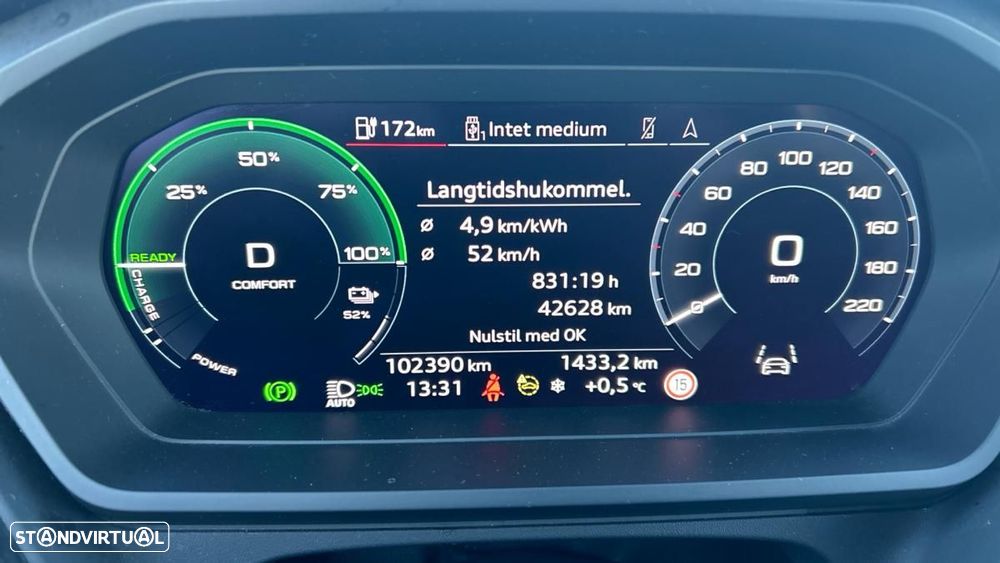 172km 1 Intet medium
Langtidshukommel.
Ø 4,9 km/kWh
Ø 52 km/h
831:19 h
42628 km
Nulstil med OK
102390 km 1433,2 km
13:31 +0,5 °C 15
25% 50% 75% 100%
READY
CHARGE
POWER
D
COMFORT
52%
P
AUTO
0 20 40 60 80 100 120 140 160 180 220
0
km/h
STANDVIRTUAL